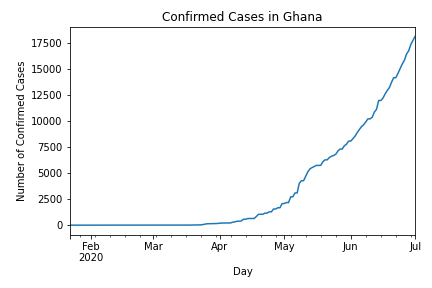 Confirmed Cases in Ghana
Number of Confirmed Cases
17500
15000
12500
10000
7500
5000
2500
0
Feb Mar Apr May Jun Jul
2020
Day